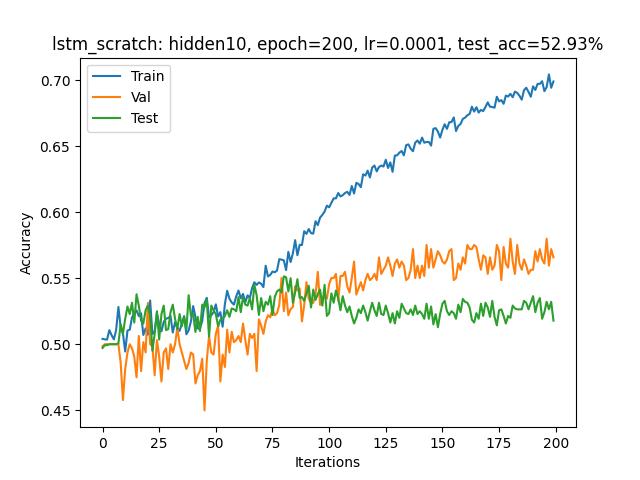 lstm_scratch: hidden10, epoch=200, lr=0.0001, test_acc=52.93%
Train
Val
Test
0.70
0.65
0.60
0.55
0.50
0.45
Accuracy
0 25 50 75 100 125 150 175 200
Iterations